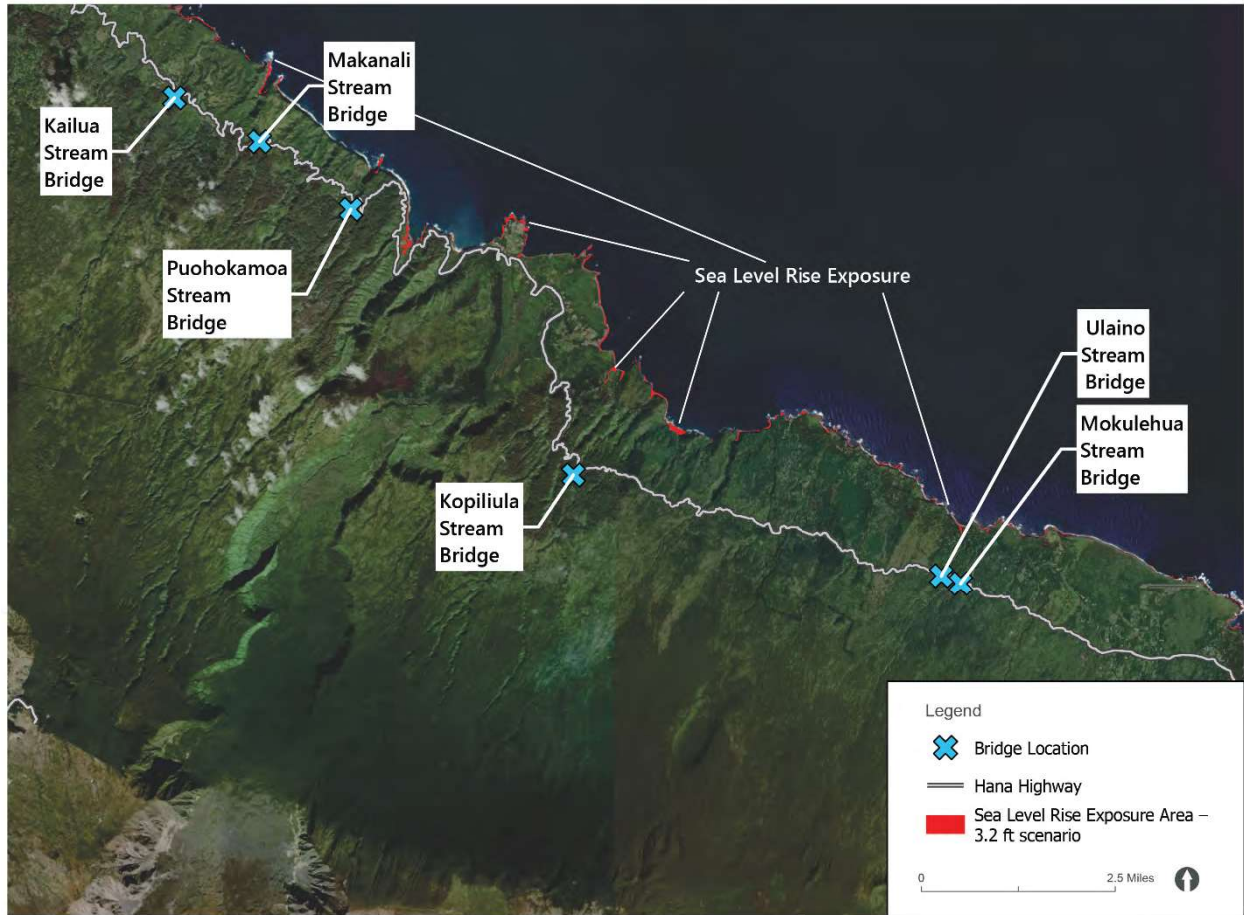 Makanali
Stream
Bridge
Kailua
Stream
Bridge
Puohokamoa
Stream
Bridge
Sea Level Rise Exposure
Ulaino
Stream
Bridge
Mokulehua
Stream
Bridge
Kopiliula
Stream
Bridge
Legend
Bridge Location
Hana Highway
Sea Level Rise Exposure Area –
3.2 ft scenario
0 2.5 Miles